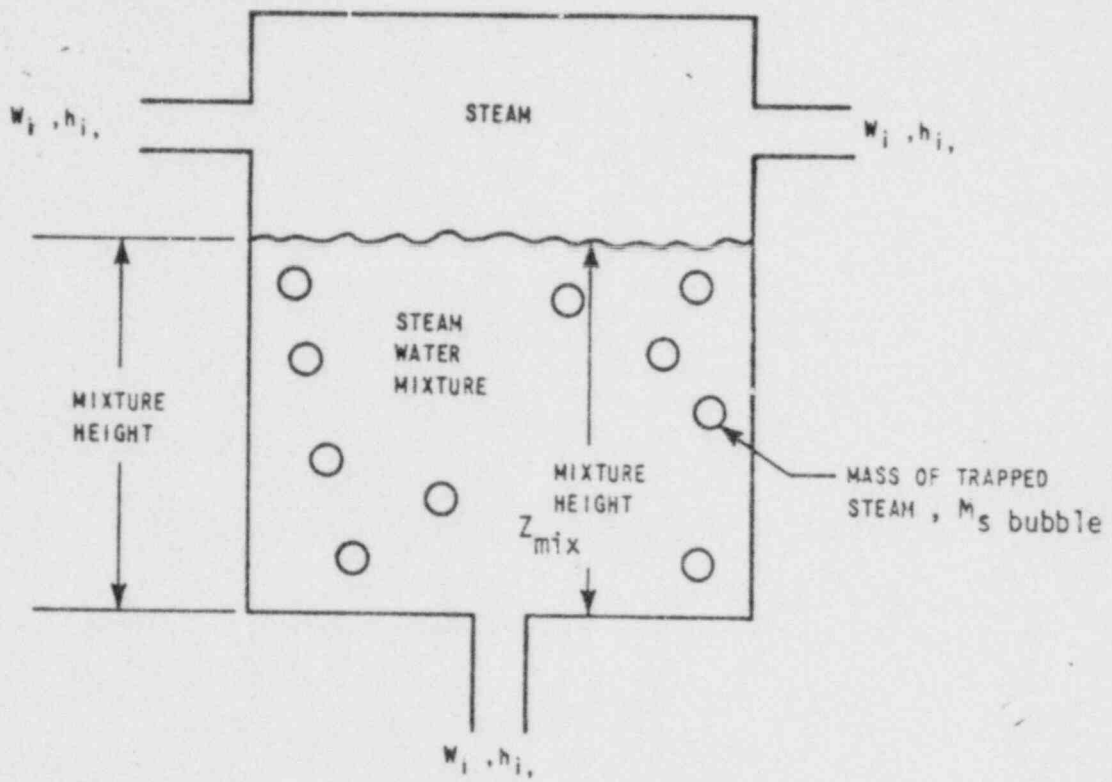 STEAM
W_i ,h_i,
W_i ,h_i,
STEAM
WATER
MIXTURE
MIXTURE
HEIGHT
MIXTURE
HEIGHT
Z_mix
MASS OF TRAPPED
STEAM , M_s bubble
W_i ,h_i,